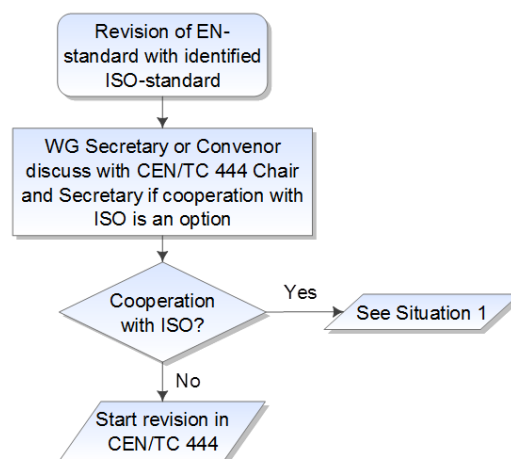 Revision of EN-
standard with identified
ISO-standard
WG Secretary or Convenor
discuss with CEN/TC 444 Chair
and Secretary if cooperation with
ISO is an option
Cooperation
with ISO?
Yes
See Situation 1
No
Start revision in
CEN/TC 444